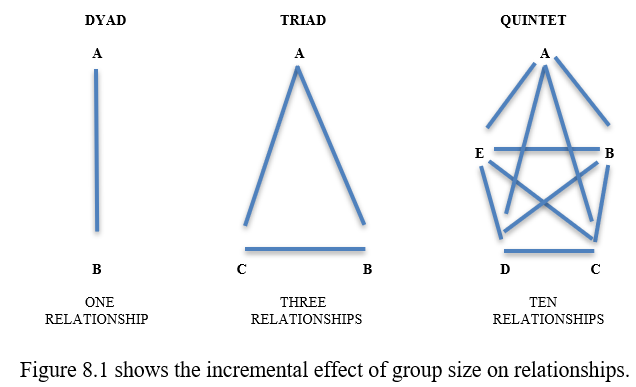 DYAD
A
B
ONE
RELATIONSHIP
TRIAD
A
C B
THREE
RELATIONSHIPS
QUINTET
A
E B
D C
TEN
RELATIONSHIPS
Figure 8.1 shows the incremental effect of group size on relationships.